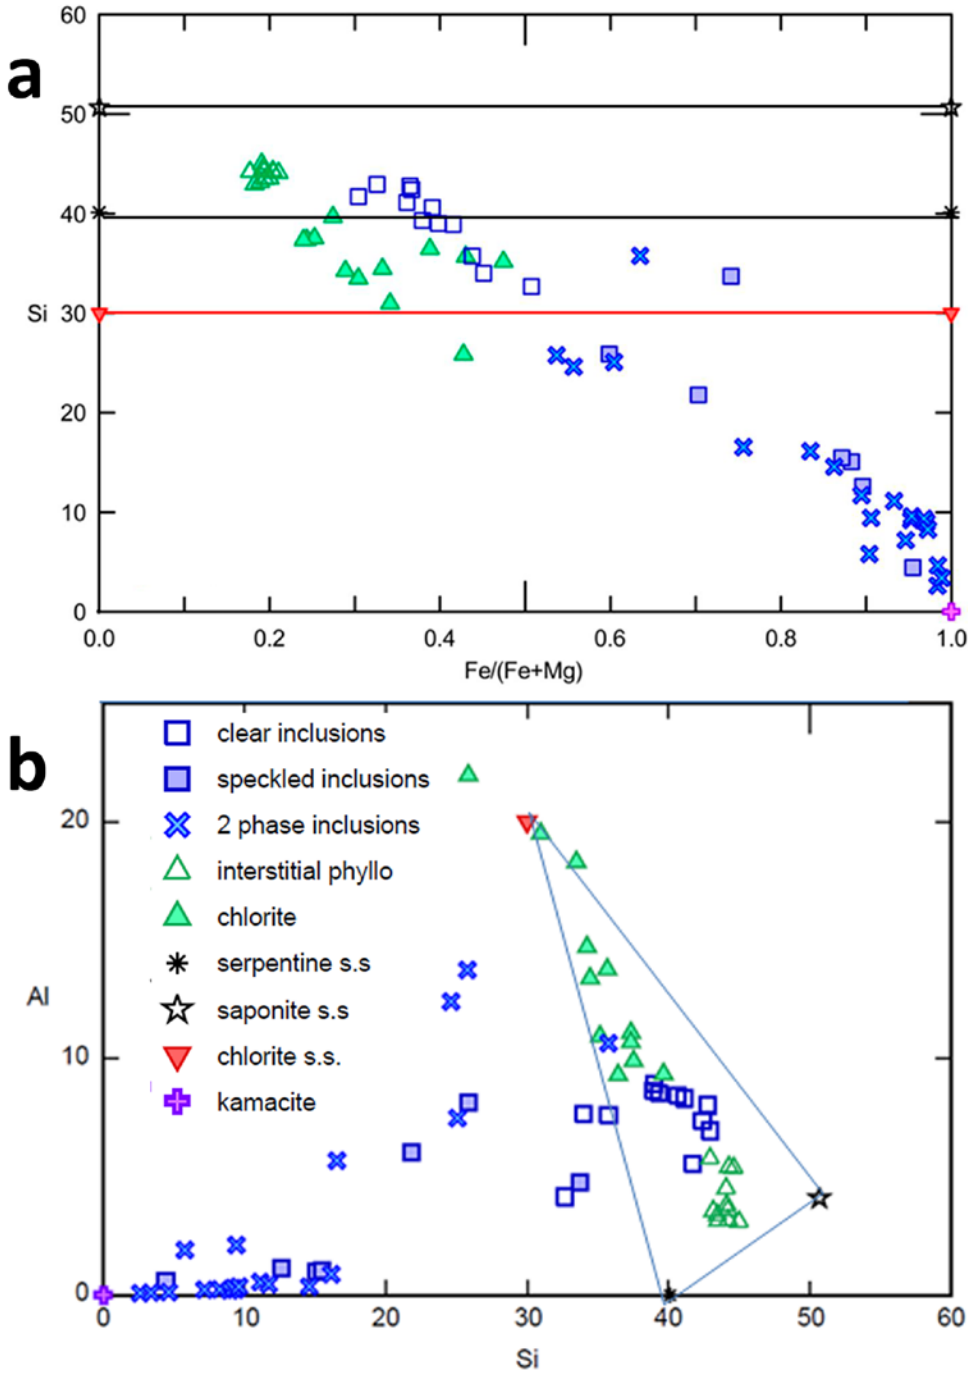 a
60
50
40
Si 30
20
10
0
0.0 0.2 0.4 0.6 0.8 1.0
Fe/(Fe+Mg)
b
clear inclusions
speckled inclusions
20
2 phase inclusions
interstitial phyllo
chlorite
serpentine s.s
Al
saponite s.s
10
chlorite s.s.
kamacite
0
0 10 20 30 40 50 60
Si